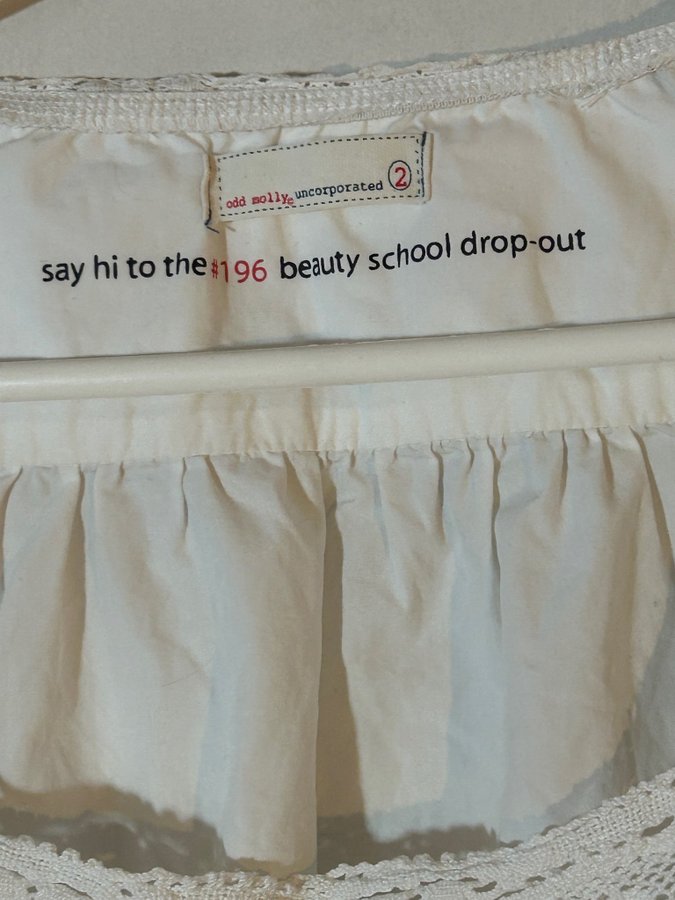 odd molly e uncorporated 2
say hi to the #196 beauty school drop-out